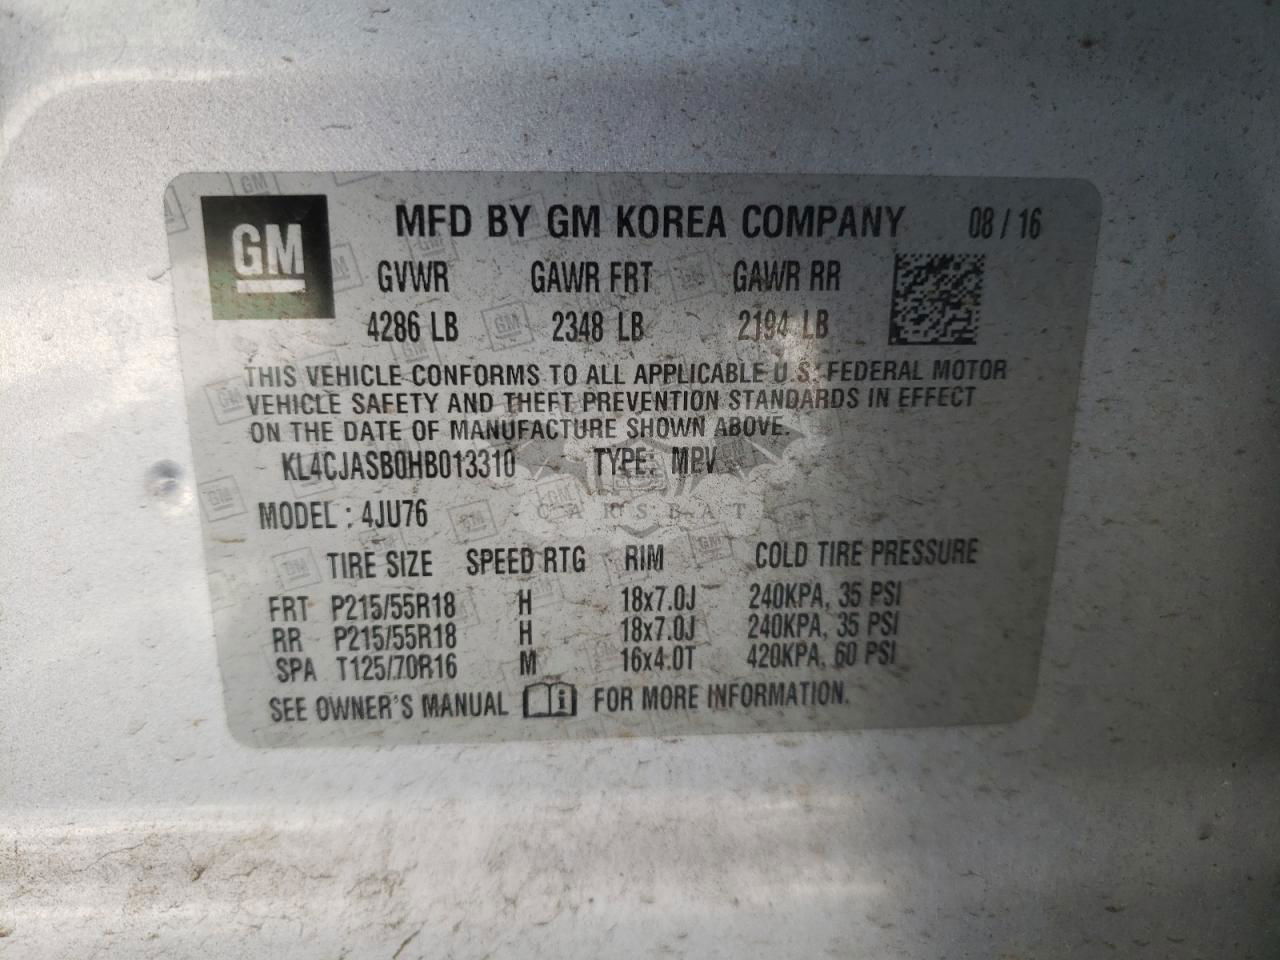 GM
MFD BY GM KOREA COMPANY 08 / 16
GVWR GAWR FRT GAWR RR
4286 LB 2348 LB 2194 LB
THIS VEHICLE CONFORMS TO ALL APPLICABLE U.S. FEDERAL MOTOR
VEHICLE SAFETY AND THEFT PREVENTION STANDARDS IN EFFECT
ON THE DATE OF MANUFACTURE SHOWN ABOVE.
KL4CJASB0HB013310 TYPE: MPV
CARSBAT
MODEL : 4JU76
TIRE SIZE SPEED RTG RIM COLD TIRE PRESSURE
FRT P215/55R18 H 18x7.0J 240KPA, 35 PSI
RR P215/55R18 H 18x7.0J 240KPA, 35 PSI
SPA T125/70R16 M 16x4.0T 420KPA, 60 PSI
SEE OWNER'S MANUAL i FOR MORE INFORMATION.